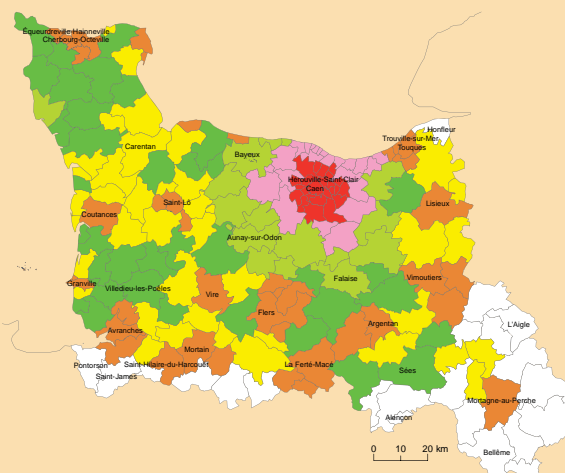 Équeurdreville-Hainneville
Cherbourg-Octeville
Honfleur
Trouville-sur-Mer
Touques
Carentan
Bayeux
Hérouville-Saint-Clair
Caen
Saint-Lô
Lisieux
Coutances
Aunay-sur-Odon
Falaise
Vimoutiers
Granville
Villedieu-les-Poêles
Vire
Flers
L'Aigle
Avranches
Argentan
Mortain
Pontorson
Saint-Hilaire-du-Harcouët
La Ferté-Macé
Saint-James
Sées
Mortagne-au-Perche
Alençon
Bellême
0 10 20 km